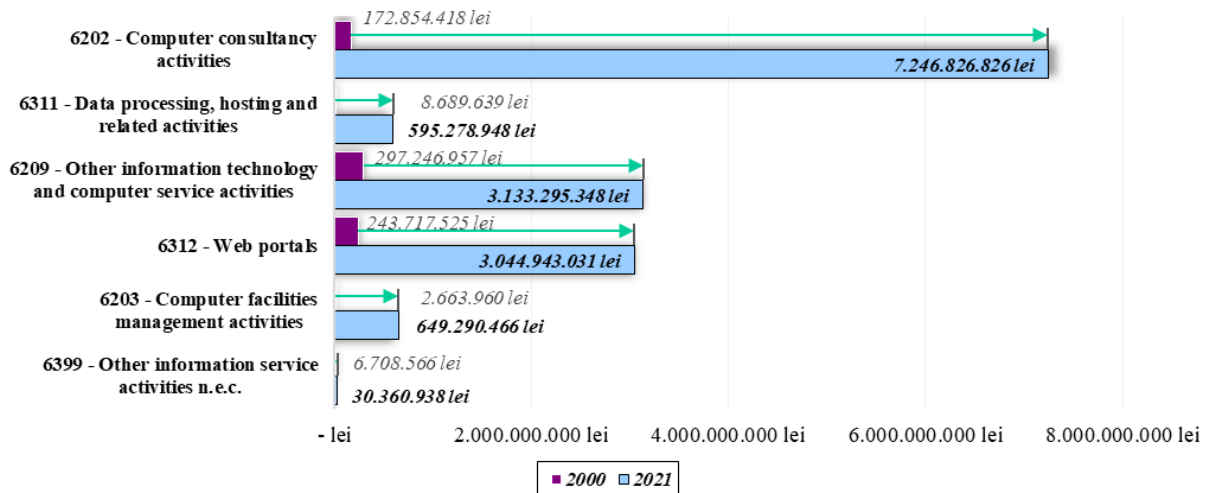 172.854.418 lei
6202 - Computer consultancy
activities
7.246.826.826 lei
6311 - Data processing, hosting and
related activities
8.689.639 lei
595.278.948 lei
6209 - Other information technology
and computer service activities
297.246.957 lei
3.133.295.348 lei
6312 - Web portals
243.717.525 lei
3.044.943.031 lei
6203 - Computer facilities
management activities
2.663.960 lei
649.290.466 lei
6399 - Other information service
activities n.e.c.
6.708.566 lei
30.360.938 lei
- lei
2.000.000.000 lei
4.000.000.000 lei
6.000.000.000 lei
8.000.000.000 lei
2000
2021